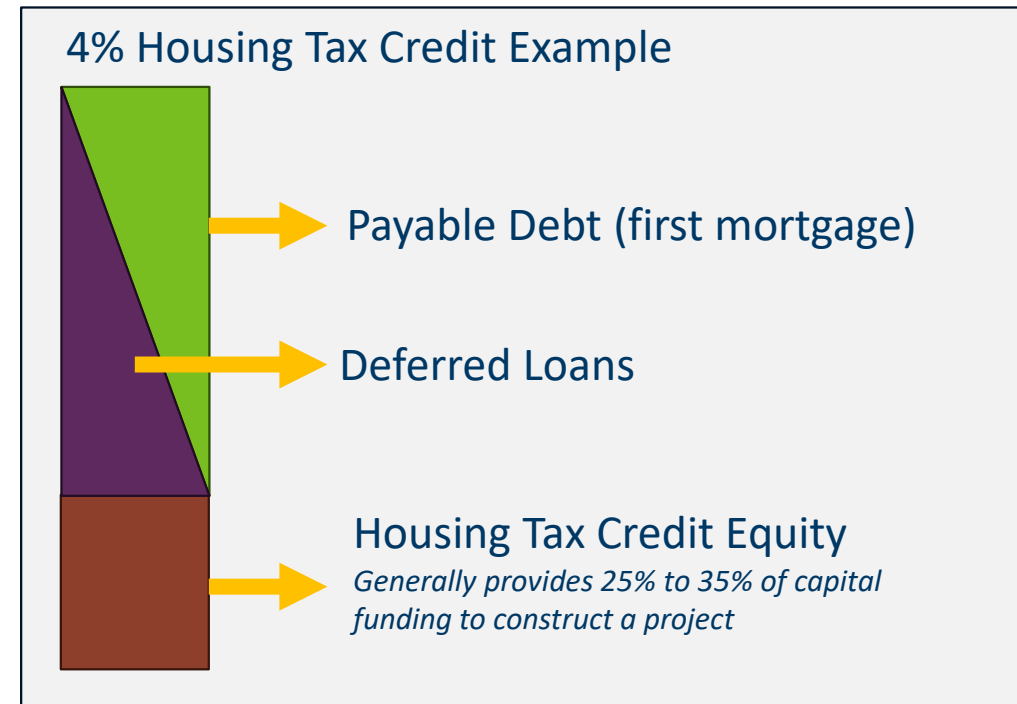 4% Housing Tax Credit Example
Payable Debt (first mortgage)
Deferred Loans
Housing Tax Credit Equity
Generally provides 25% to 35% of capital
funding to construct a project